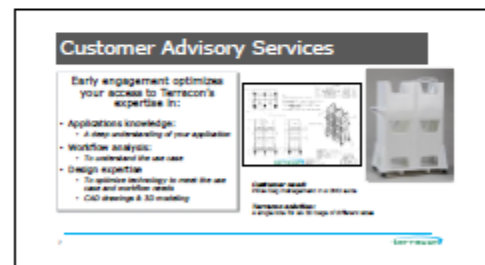 Customer Advisory Services
Early engagement optimizes
your access to Terracon's
expertise in:
• Applications knowledge:
• A deep understanding of your application
• Workflow analysis:
• To understand the use case
• Design expertise
• To optimize technology to meet the use
case and workflow needs
• CAD drawings & 3D modeling
Customer need:
Terracon solution:
terracon